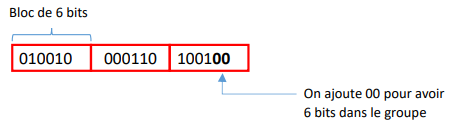 Bloc de 6 bits
010010 000110 100100
On ajoute 00 pour avoir
6 bits dans le groupe